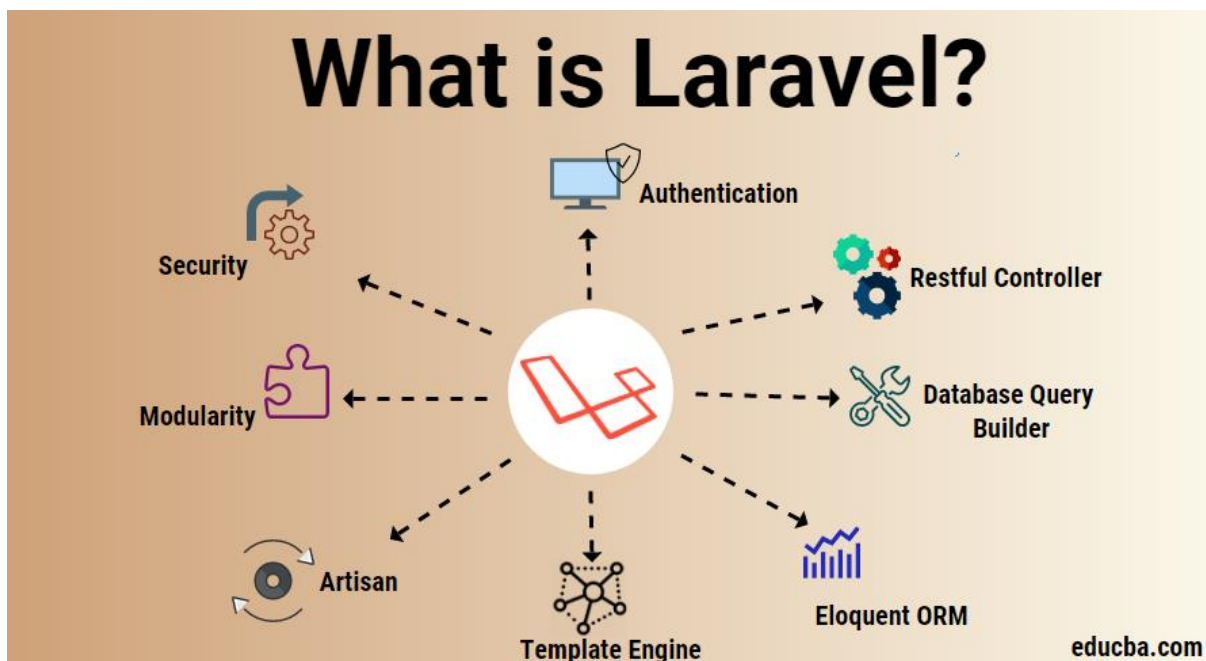 What is Laravel?
Authentication
Security
Restful Controller
Modularity
Database Query
Builder
Artisan
Eloquent ORM
Template Engine
educba.com